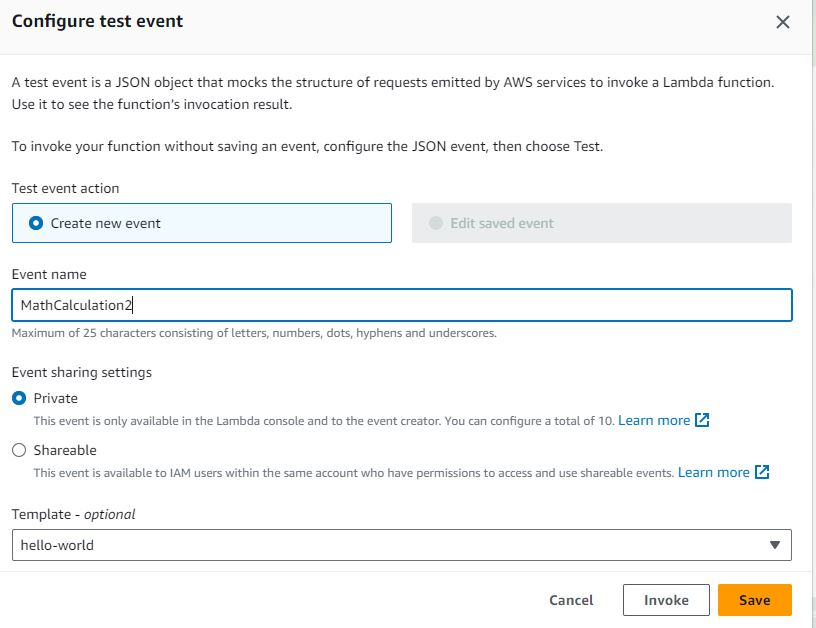 Configure test event
A test event is a JSON object that mocks the structure of requests emitted by AWS services to invoke a Lambda function.
Use it to see the function's invocation result.
To invoke your function without saving an event, configure the JSON event, then choose Test.
Test event action
Create new event
Edit saved event
Event name
MathCalculation2
Maximum of 25 characters consisting of letters, numbers, dots, hyphens and underscores.
Event sharing settings
Private
This event is only available in the Lambda console and to the event creator. You can configure a total of 10. Learn more
Shareable
This event is available to IAM users within the same account who have permissions to access and use shareable events. Learn more
Template - optional
hello-world
Cancel
Invoke
Save